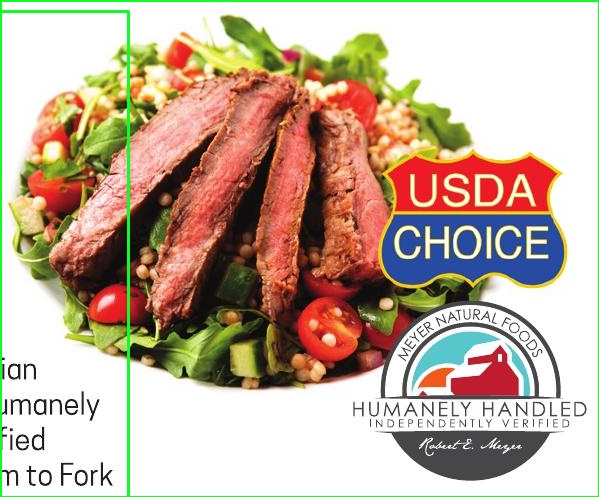 USDA
CHOICE
MEYER NATURAL FOODS
HUMANELY HANDLED
INDEPENDENTLY VERIFIED
Robert E. Meyer
ian
umanely
fied
m to Fork